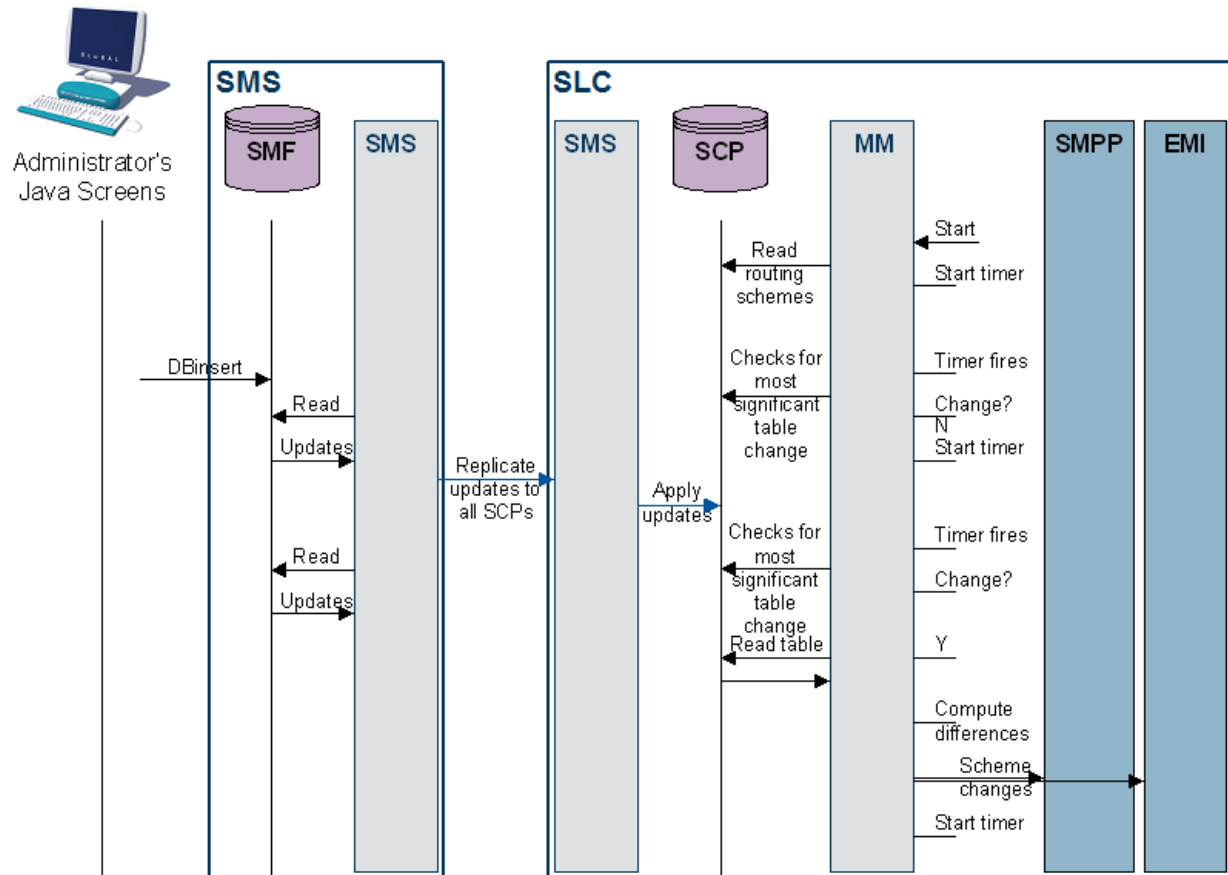 GLOBAL
Administrator's
Java Screens
SMS
SMF
SMS
SLC
SMS
SCP
MM
SMPP
EMI
Start
Read
routing
schemes
Start timer
DBinsert
Checks for
most
significant
table
change
Timer fires
Read
Change?
N
Updates
Start timer
Replicate
updates to
all SCPs
Apply
updates
Checks for
most
significant
table
change
Timer fires
Read
Change?
Updates
Read table
Y
Compute
differences
Scheme
changes
Start timer